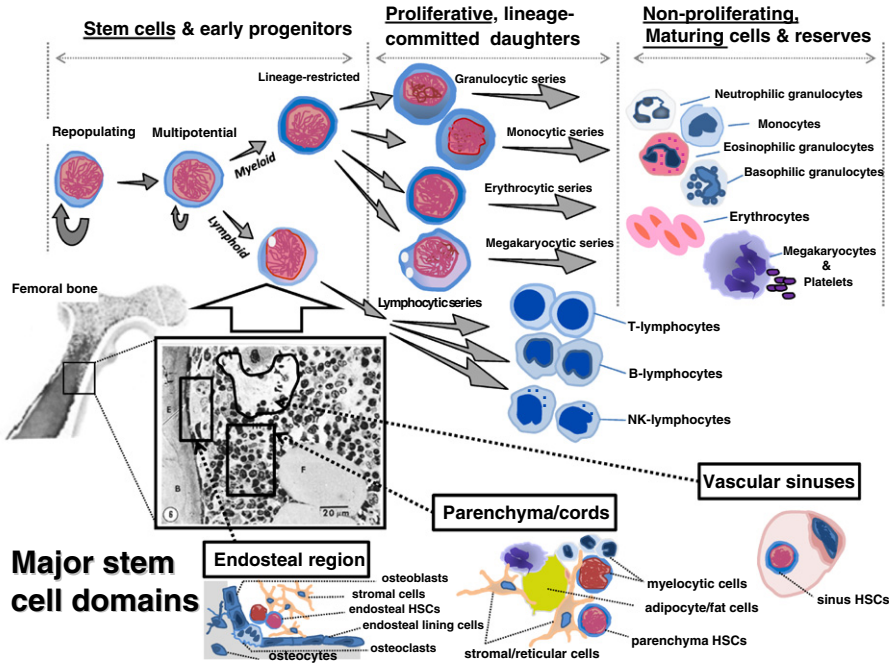 Stem cells & early progenitors
Proliferative, lineage-
committed daughters
Non-proliferating,
Maturing cells & reserves
Lineage-restricted
Repopulating
Multipotential
Myeloid
Lymphoid
Granulocytic series
Monocytic series
Erythrocytic series
Megakaryocytic series
Lymphocytic series
Neutrophilic granulocytes
Monocytes
Eosinophilic granulocytes
Basophilic granulocytes
Erythrocytes
Megakaryocytes
&
Platelets
T-lymphocytes
B-lymphocytes
NK-lymphocytes
Femoral bone
E
B
F
6
20 µm
Vascular sinuses
Parenchyma/cords
Endosteal region
Major stem
cell domains
osteoblasts
stromal cells
endosteal HSCs
endosteal lining cells
osteoclasts
osteocytes
myelocytic cells
adipocyte/fat cells
parenchyma HSCs
stromal/reticular cells
sinus HSCs